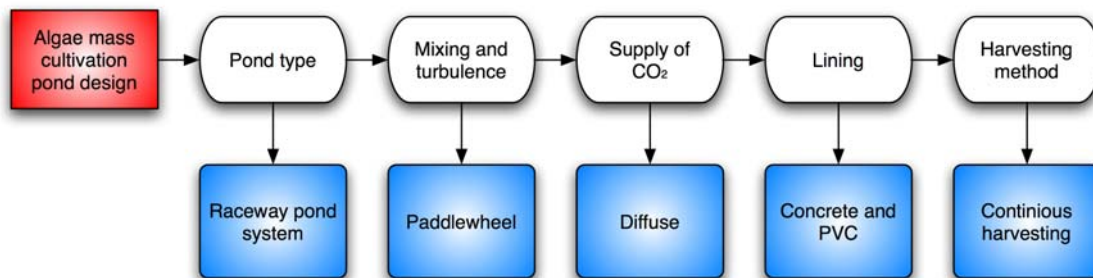 Algae mass
cultivation
pond design
Pond type
Mixing and
turbulence
Supply of
CO₂
Lining
Harvesting
method
Raceway pond
system
Paddlewheel
Diffuse
Concrete and
PVC
Continious
harvesting